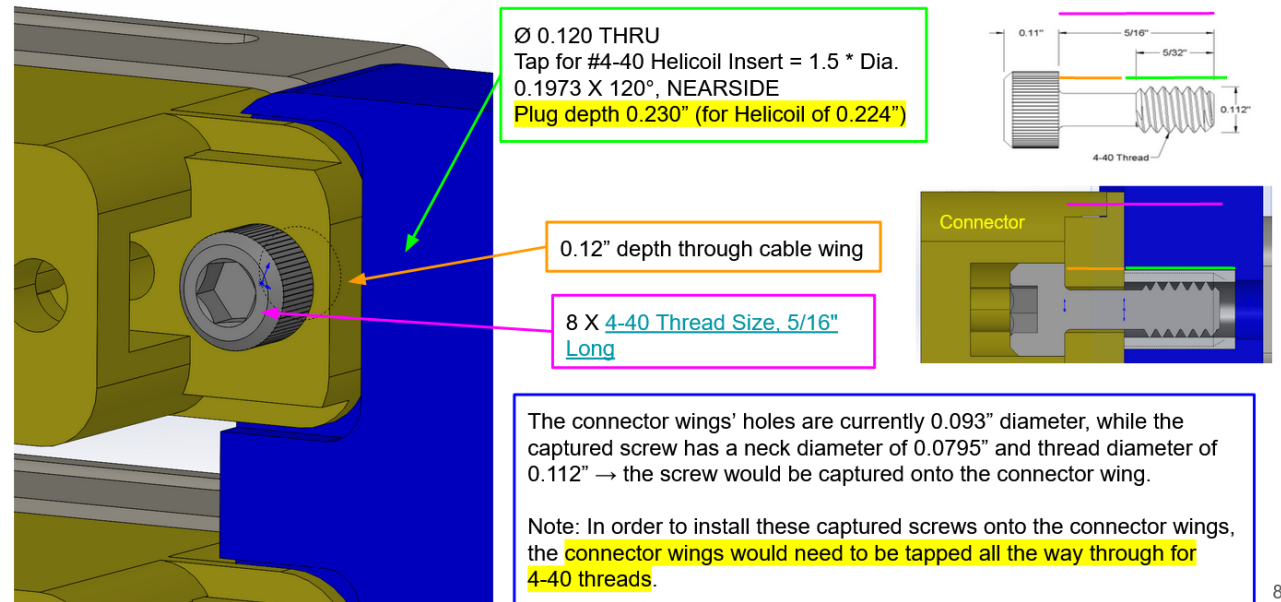 Ø 0.120 THRU
Tap for #4-40 Helicoil Insert = 1.5 * Dia.
0.1973 X 120°, NEARSIDE
Plug depth 0.230” (for Helicoil of 0.224”)
0.11"
5/16"
5/32"
0.112"
4-40 Thread
0.12” depth through cable wing
Connector
8 X 4-40 Thread Size, 5/16"
Long
The connector wings’ holes are currently 0.093” diameter, while the
captured screw has a neck diameter of 0.0795” and thread diameter of
0.112” → the screw would be captured onto the connector wing.
Note: In order to install these captured screws onto the connector wings,
the connector wings would need to be tapped all the way through for
4-40 threads.
8